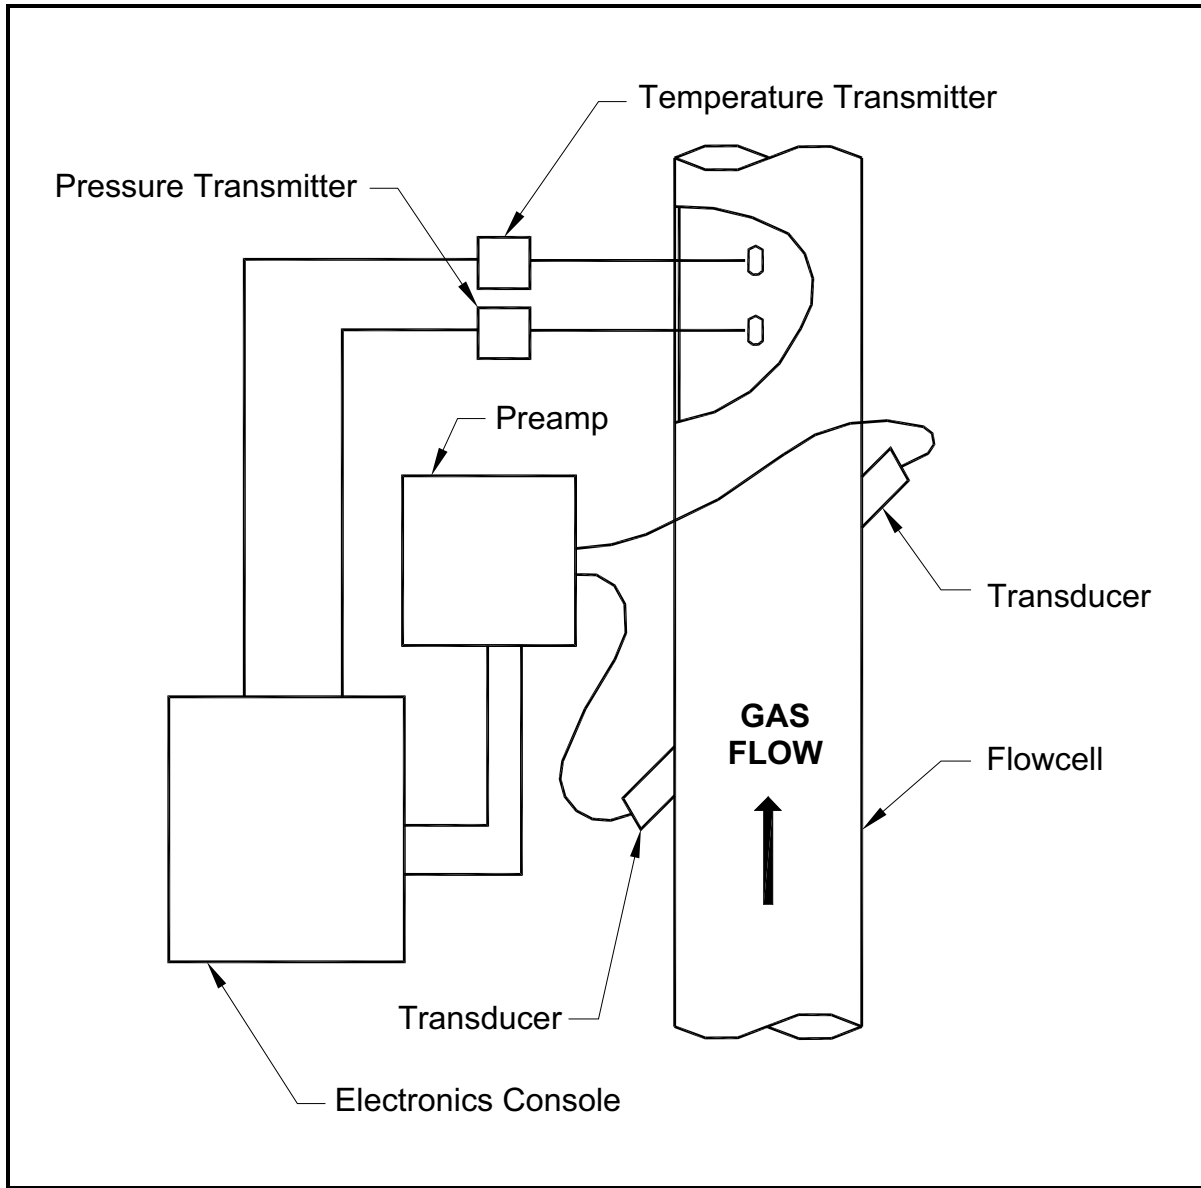 Temperature Transmitter
Pressure Transmitter
Preamp
Transducer
GAS
FLOW
Flowcell
Transducer
Electronics Console